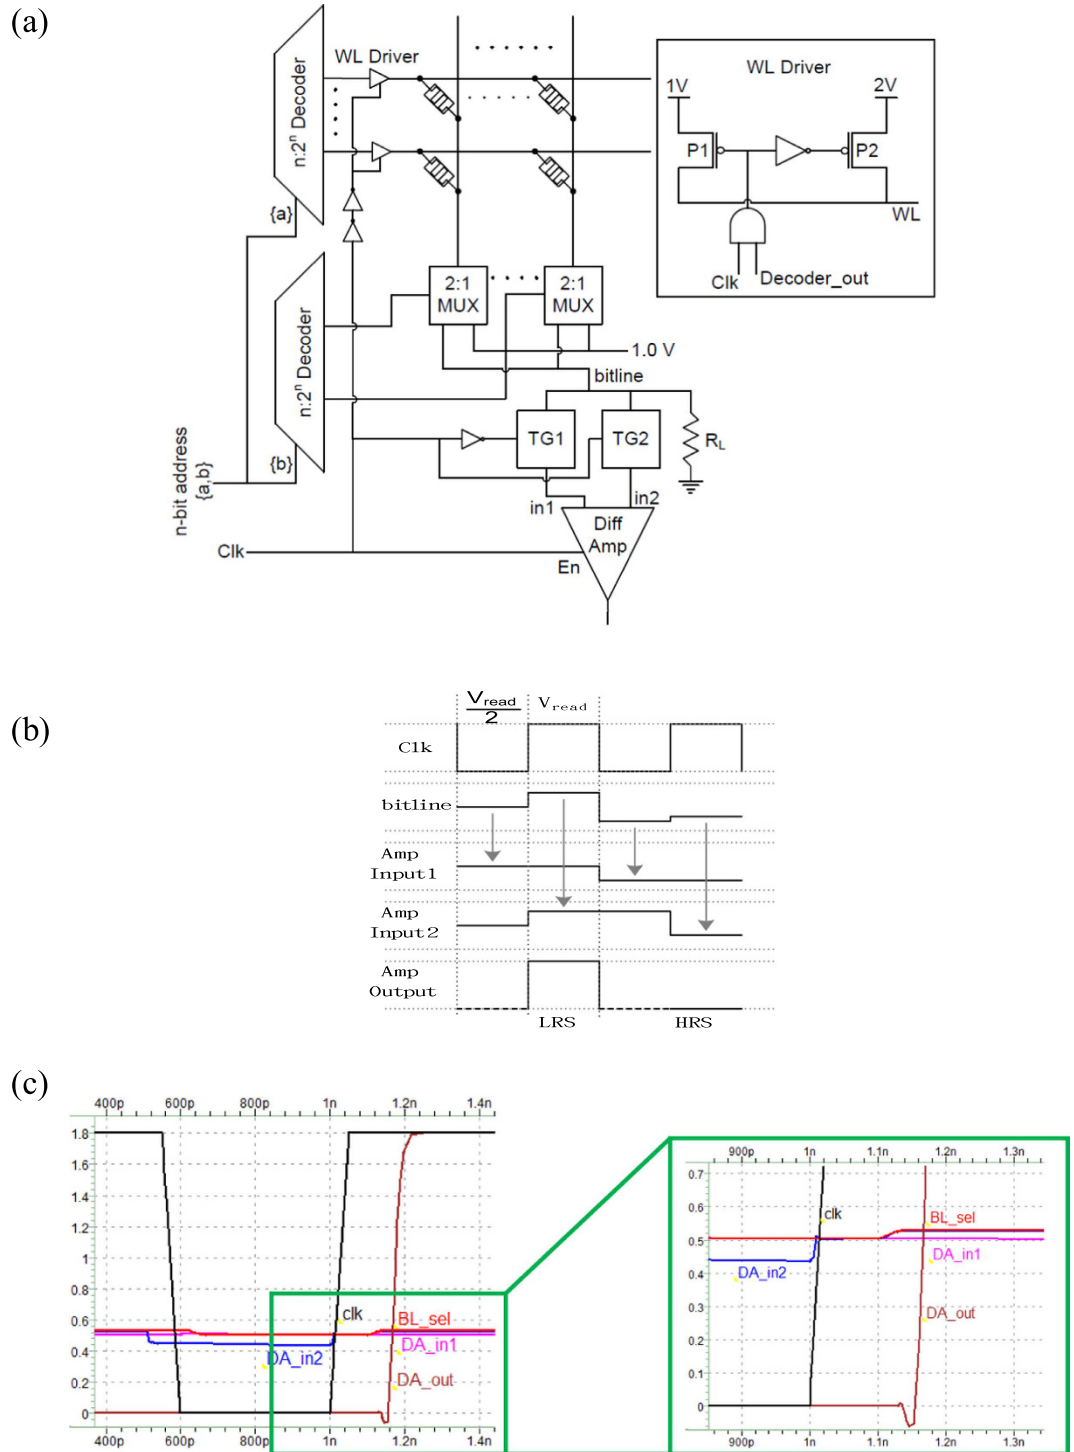 (a)
WL Driver
n:2ⁿ Decoder
{a}
WL Driver
1V
2V
P1
P2
WL
Clk
Decoder_out
2:1
MUX
2:1
MUX
n:2ⁿ Decoder
1.0 V
bitline
TG1
TG2
R_L
{b}
n-bit address
{a,b}
in1
in2
Diff
Amp
Clk
En
(b)
V_read
2
V_read
Clk
bitline
Amp
Input1
Amp
Input2
Amp
Output
LRS
HRS
(c)
400p 600p 800p 1n 1.2n 1.4n
1.8
1.6
1.4
1.2
1
0.8
0.6
0.4
0.2
0
clk
BL_sel
DA_in1
DA_in2
DA_out
400p 600p 800p 1n 1.2n 1.4n
900p 1n 1.1n 1.2n 1.3n
0.7
0.6
0.5
0.4
0.3
0.2
0.1
0
clk
BL_sel
DA_in1
DA_in2
DA_out
900p 1n 1.1n 1.2n 1.3n